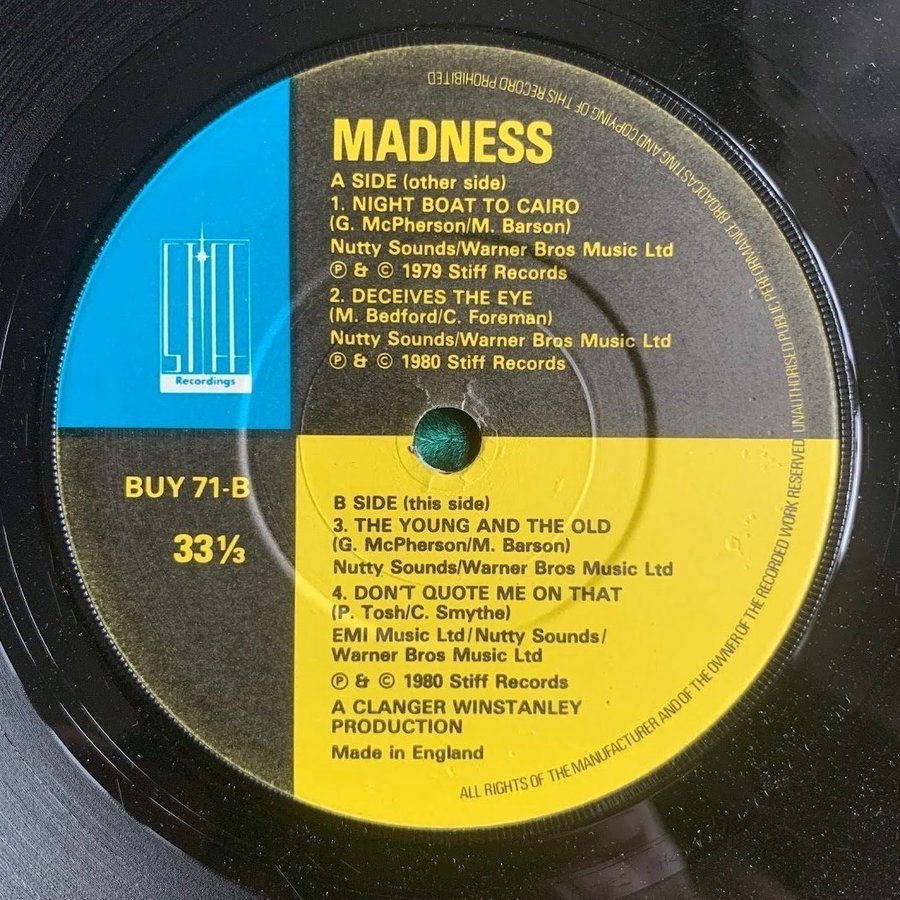 MADNESS
A SIDE (other side)
1. NIGHT BOAT TO CAIRO
(G. McPherson/M. Barson)
Nutty Sounds/Warner Bros Music Ltd
Ⓟ & © 1979 Stiff Records
2. DECEIVES THE EYE
(M. Bedford/C. Foreman)
Nutty Sounds/Warner Bros Music Ltd
Ⓟ & © 1980 Stiff Records
STIFF
Recordings
BUY 71-B
33⅓
B SIDE (this side)
3. THE YOUNG AND THE OLD
(G. McPherson/M. Barson)
Nutty Sounds/Warner Bros Music Ltd
4. DON'T QUOTE ME ON THAT
(P. Tosh/C. Smythe)
EMI Music Ltd/Nutty Sounds/
Warner Bros Music Ltd
Ⓟ & © 1980 Stiff Records
A CLANGER WINSTANLEY
PRODUCTION
Made in England
ALL RIGHTS OF THE MANUFACTURER AND OF THE OWNER OF THE RECORDED WORK RESERVED UNAUTHORISED PUBLIC PERFORMANCE BROADCASTING AND COPYING OF THIS RECORD PROHIBITED